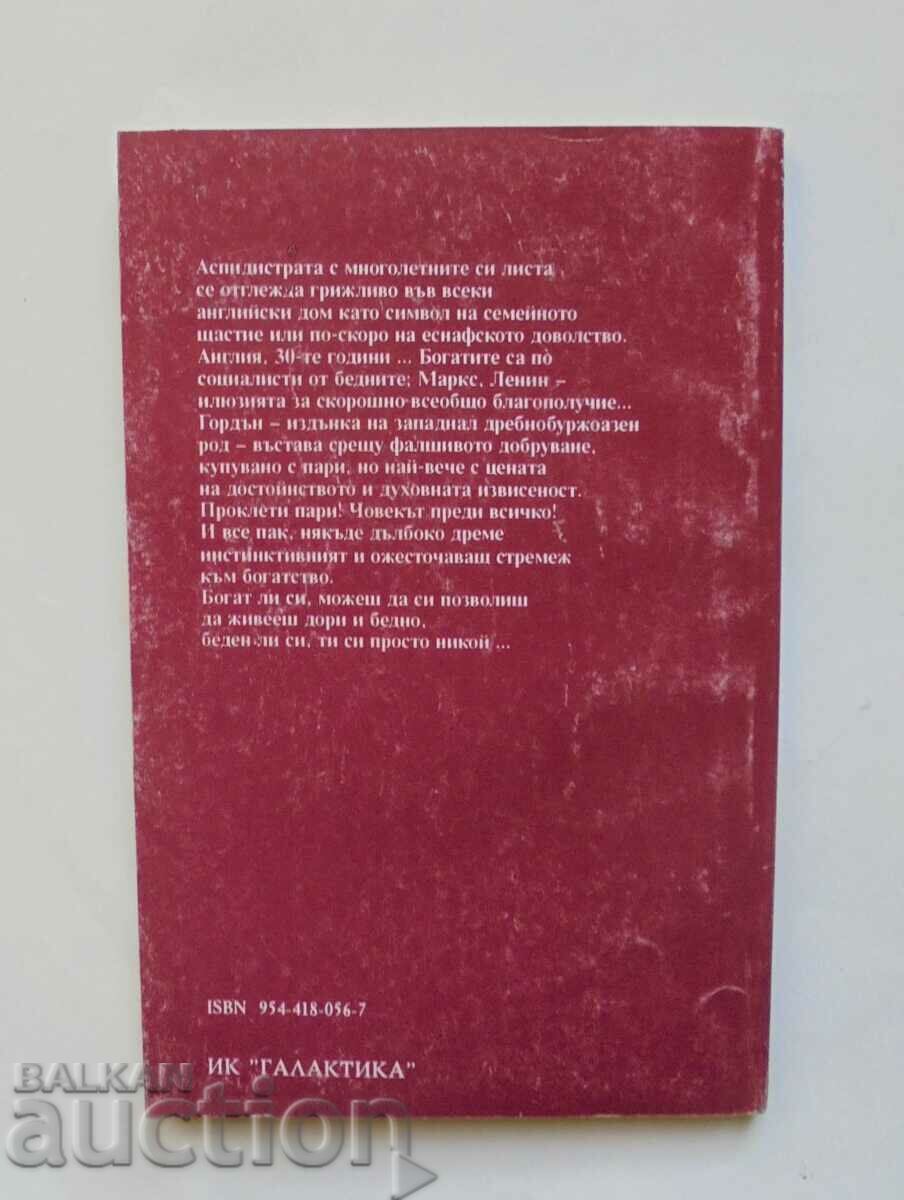 Аспидистрата с многолетните си листа
се отглежда грижливо във всеки
английски дом като символ на семейното
щастие или по-скоро на еснафското доволство.
Англия, 30-те години ... Богатите са по̀
социалисти от бедните; Маркс, Ленин –
илюзията за скорошно всеобщо благополучие...
Гордън – издънка на западнал дребнобуржоазен
род – въстава срещу фалшивото добруване,
купувано с пари, но най-вече с цената
на достойнството и духовната извисеност.
Проклети пари! Човекът преди всичко!
И все пак, някъде дълбоко дреме
инстинктивният и ожесточаващ стремеж
към богатство.
Богат ли си, можеш да си позволиш
да живееш дори и бедно,
беден ли си, ти си просто никой ...
ISBN 954-418-056-7
ИК "ГАЛАКТИКА"
BALKAN
auction